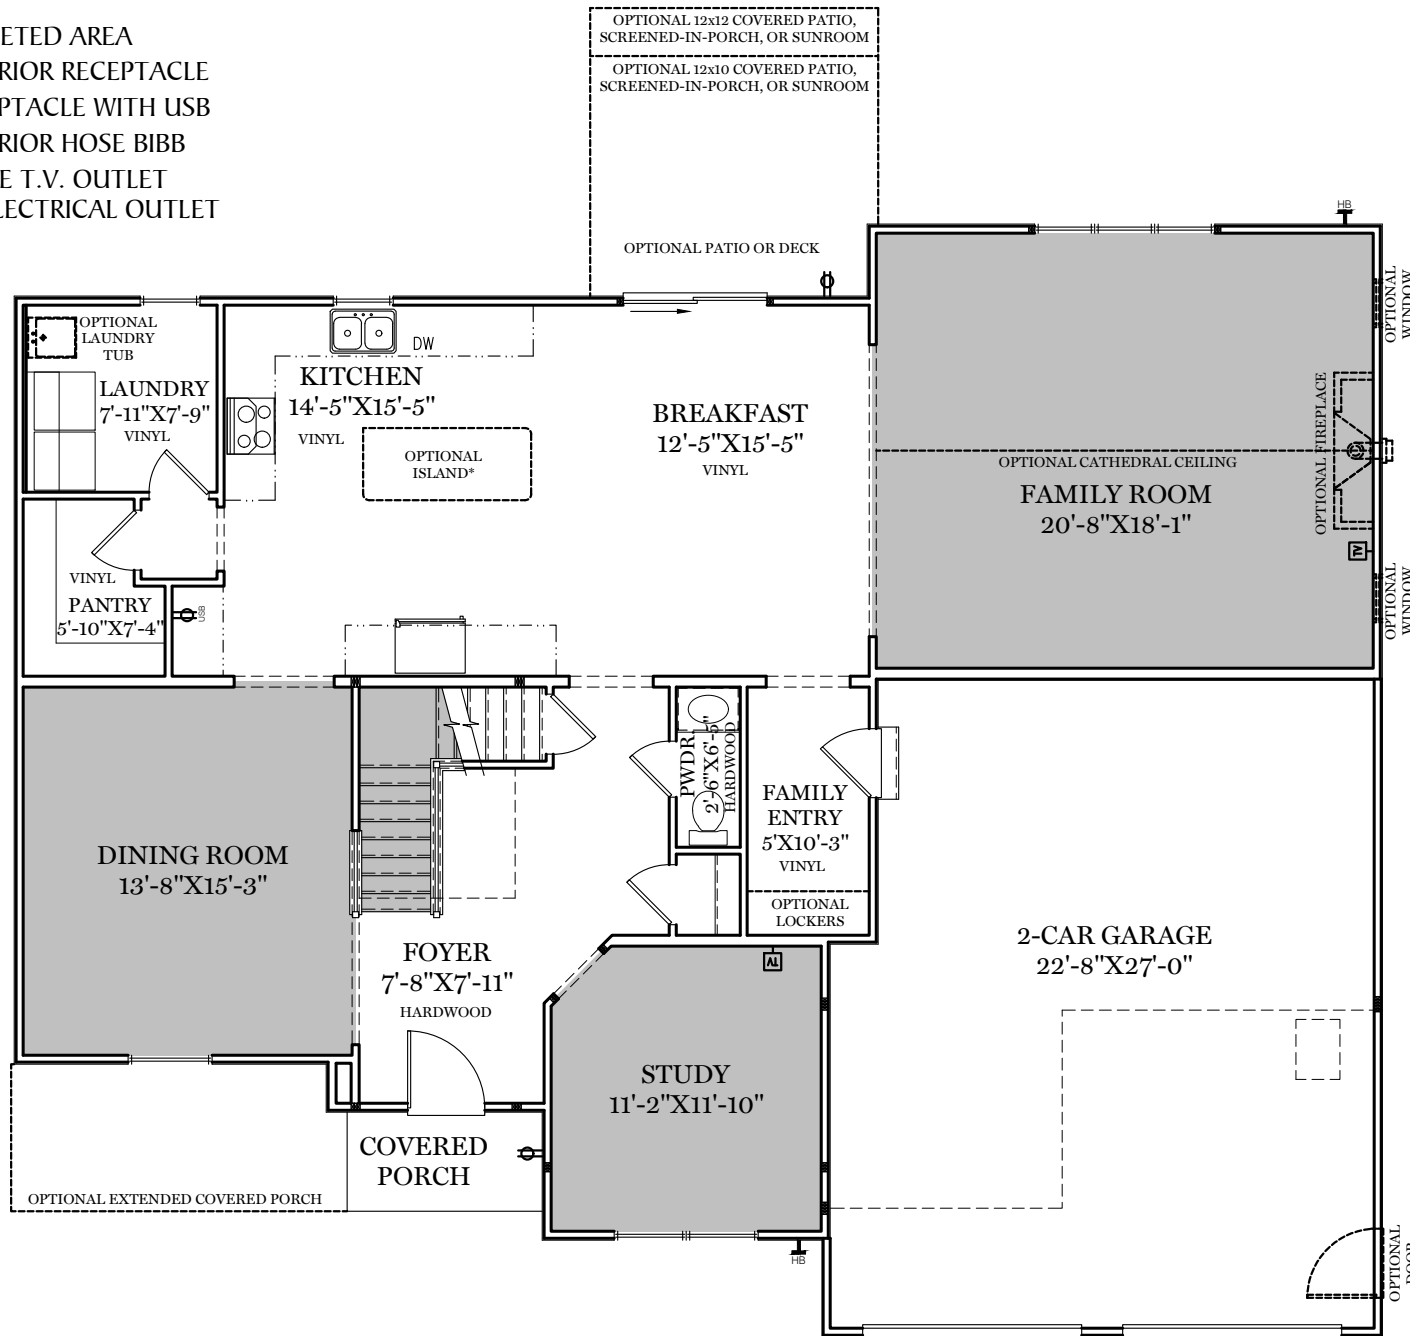 ETED AREA
RIOR RECEPTACLE
PTACLE WITH USB
RIOR HOSE BIBB
E T.V. OUTLET
LECTRICAL OUTLET
OPTIONAL 12x12 COVERED PATIO,
SCREENED-IN-PORCH, OR SUNROOM
OPTIONAL 12x10 COVERED PATIO,
SCREENED-IN-PORCH, OR SUNROOM
OPTIONAL PATIO OR DECK
HB
OPTIONAL
WINDOW
OPTIONAL
LAUNDRY
TUB
LAUNDRY
7'-11"X7'-9"
VINYL
DW
KITCHEN
14'-5"X15'-5"
VINYL
OPTIONAL
ISLAND*
BREAKFAST
12'-5"X15'-5"
VINYL
OPTIONAL CATHEDRAL CEILING
FAMILY ROOM
20'-8"X18'-1"
OPTIONAL FIREPLACE
TV
OPTIONAL
WINDOW
VINYL
PANTRY
5'-10"X7'-4"
USB
PWDR
2'-6"X6'-5"
HARDWOOD
FAMILY
ENTRY
5'X10'-3"
VINYL
OPTIONAL
LOCKERS
DINING ROOM
13'-8"X15'-3"
FOYER
7'-8"X7'-11"
HARDWOOD
TV
2-CAR GARAGE
22'-8"X27'-0"
STUDY
11'-2"X11'-10"
COVERED
PORCH
OPTIONAL EXTENDED COVERED PORCH
HB
OPTIONAL
DOOR